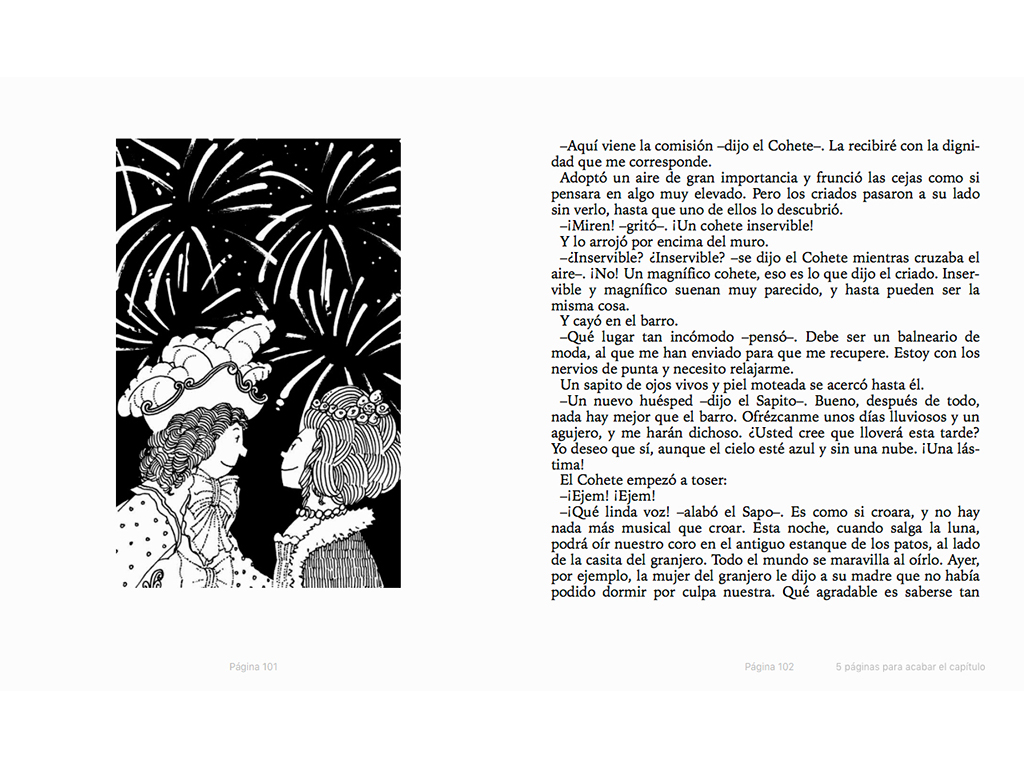 –Aquí viene la comisión –dijo el Cohete–. La recibiré con la digni-
dad que me corresponde.
Adoptó un aire de gran importancia y frunció las cejas como si
pensara en algo muy elevado. Pero los criados pasaron a su lado
sin verlo, hasta que uno de ellos lo descubrió.
–¡Miren! –gritó–. ¡Un cohete inservible!
Y lo arrojó por encima del muro.
–¿Inservible? ¿Inservible? –se dijo el Cohete mientras cruzaba el
aire–. ¡No! Un magnífico cohete, eso es lo que dijo el criado. Inser-
vible y magnífico suenan muy parecido, y hasta pueden ser la
misma cosa.
Y cayó en el barro.
–Qué lugar tan incómodo –pensó–. Debe ser un balneario de
moda, al que me han enviado para que me recupere. Estoy con los
nervios de punta y necesito relajarme.
Un sapito de ojos vivos y piel moteada se acercó hasta él.
–Un nuevo huésped –dijo el Sapito–. Bueno, después de todo,
nada hay mejor que el barro. Ofrézcanme unos días lluviosos y un
agujero, y me harán dichoso. ¿Usted cree que lloverá esta tarde?
Yo deseo que sí, aunque el cielo esté azul y sin una nube. ¡Una lás-
tima!
El Cohete empezó a toser:
–¡Ejem! ¡Ejem!
–¡Qué linda voz! –alabó el Sapo–. Es como si croara, y no hay
nada más musical que croar. Esta noche, cuando salga la luna,
podrá oír nuestro coro en el antiguo estanque de los patos, al lado
de la casita del granjero. Todo el mundo se maravilla al oírlo. Ayer,
por ejemplo, la mujer del granjero le dijo a su madre que no había
podido dormir por culpa nuestra. Qué agradable es saberse tan
Página 101
Página 102
5 páginas para acabar el capítulo